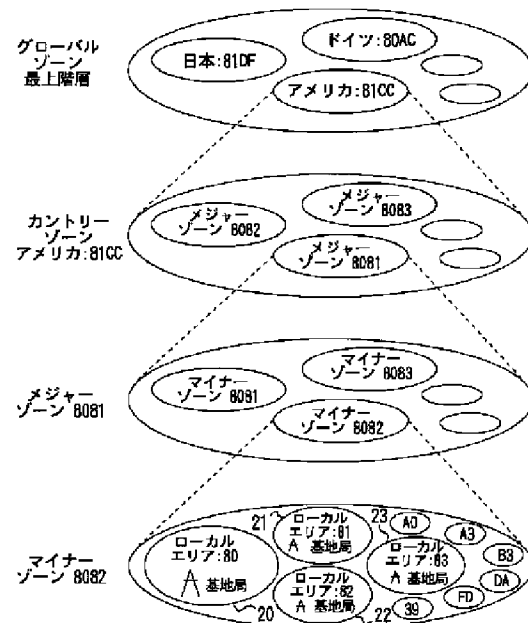 グローバル
ゾーン
最上階層
日本:81DF
ドイツ:80AC
アメリカ:81CC
カントリー
ゾーン
アメリカ:81CC
メジャー
ゾーン 8082
メジャー
ゾーン 8083
メジャー
ゾーン
8081
メジャー
ゾーン 8081
マイナー
ゾーン 8081
マイナー
ゾーン 8083
マイナー
ゾーン
8082
マイナー
ゾーン 8082
ローカル
エリア:80
基地局
20
21
ローカル
エリア:81
基地局
ローカル
エリア:82
基地局
22
23
ローカル
エリア:83
基地局
A0
A3
B3
DA
FD
39